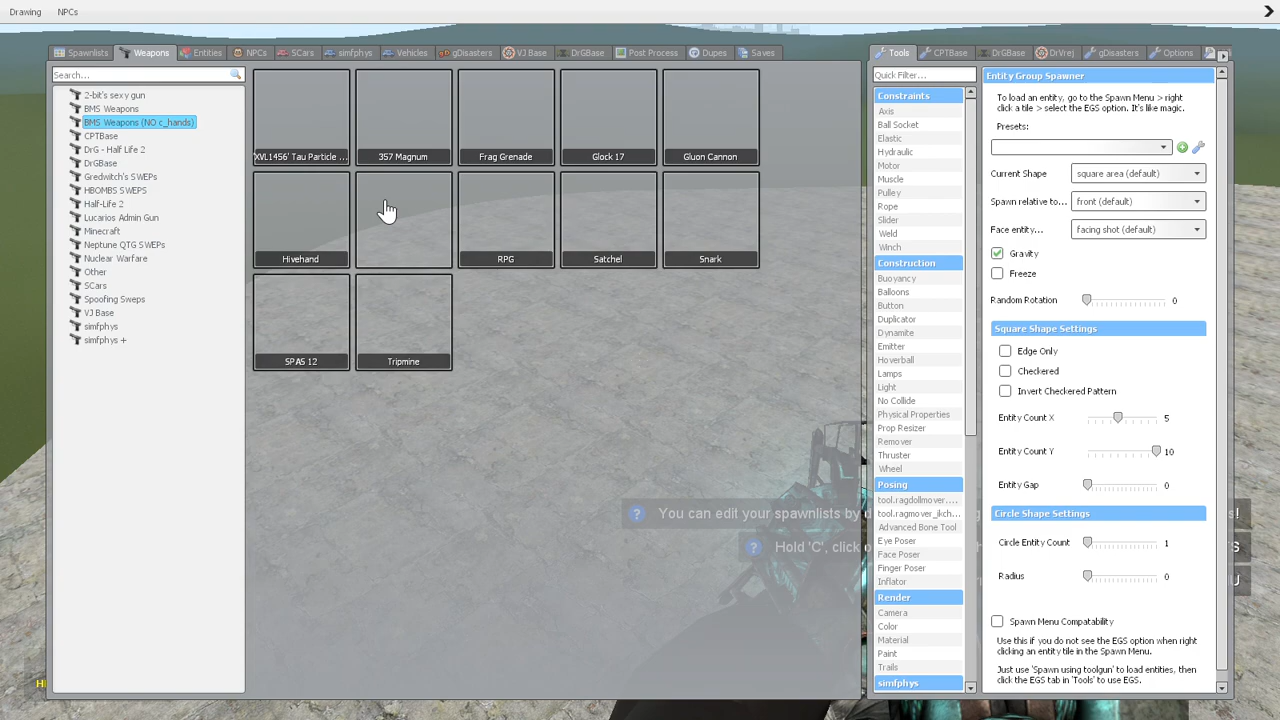 Drawing NPCs
Spawnlists Weapons Entities NPCs SCars simfphys Vehicles gDisasters VJ Base DrGBase Post Process Dupes Saves
Search...
2-bit's sexy gun
BMS Weapons
BMS Weapons (NO c_hands)
CPTBase
DrG - Half Life 2
DrGBase
Gredwitch's SWEPs
HBOMBS SWEPS
Half-Life 2
Lucarios Admin Gun
Minecraft
Neptune QTG SWEPs
Nuclear Warfare
Other
SCars
Spoofing Sweps
VJ Base
simfphys
simfphys +
'XVL1456' Tau Particle ... 357 Magnum Frag Grenade Glock 17 Gluon Cannon
Hivehand RPG Satchel Snark
SPAS 12 Tripmine
You can edit your spawnlists by d
Hold 'C', click o
Tools CPTBase DrGBase DrVrej gDisasters Options
Quick Filter...
Constraints
Axis
Ball Socket
Elastic
Hydraulic
Motor
Muscle
Pulley
Rope
Slider
Weld
Winch
Construction
Buoyancy
Balloons
Button
Duplicator
Dynamite
Emitter
Hoverball
Lamps
Light
No Collide
Physical Properties
Prop Resizer
Remover
Thruster
Wheel
Posing
tool.ragdollmover....
tool.ragmover_ikch...
Advanced Bone Tool
Eye Poser
Face Poser
Finger Poser
Inflator
Render
Camera
Color
Material
Paint
Trails
simfphys
Entity Group Spawner
To load an entity, go to the Spawn Menu > right
click a tile > select the EGS option. It's like magic.
Presets:
Current Shape square area (default)
Spawn relative to... front (default)
Face entity... facing shot (default)
Gravity
Freeze
Random Rotation 0
Square Shape Settings
Edge Only
Checkered
Invert Checkered Pattern
Entity Count X 5
Entity Count Y 10
Entity Gap 0
Circle Shape Settings
Circle Entity Count 1
Radius 0
Spawn Menu Compatability
Use this if you do not see the EGS option when right
clicking an entity tile in the Spawn Menu.
Just use 'Spawn using toolgun' to load entities, then
click the EGS tab in 'Tools' to use EGS.